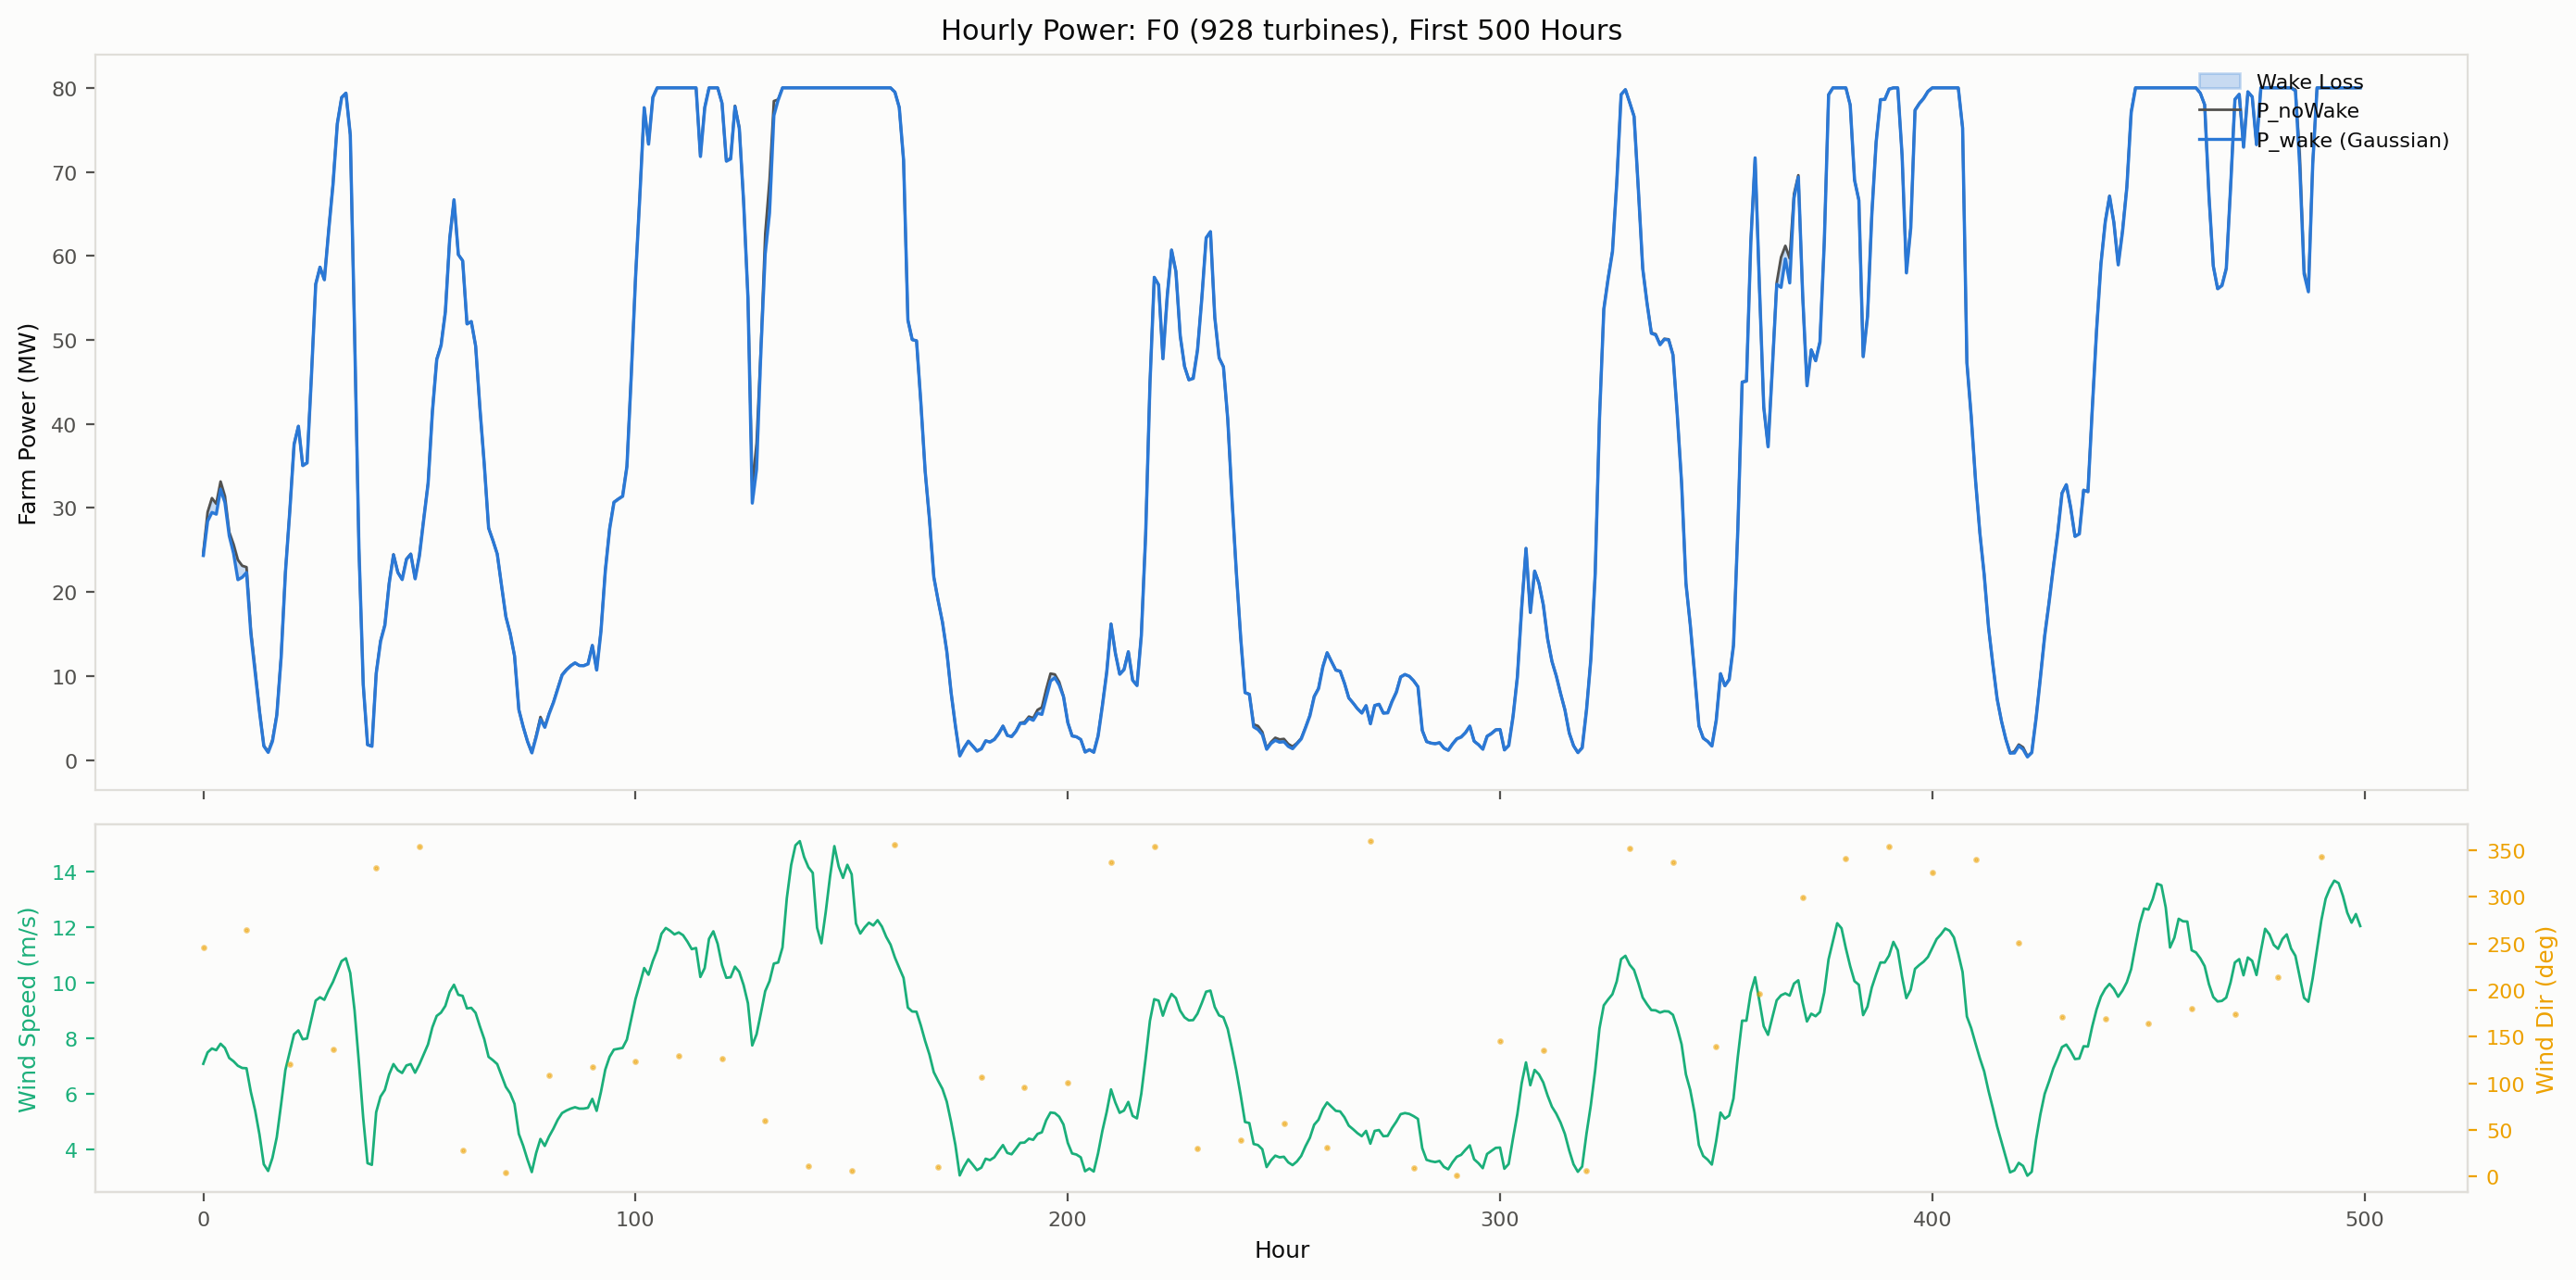 Hourly Power: F0 (928 turbines), First 500 Hours
Farm Power (MW)
80
70
60
50
40
30
20
10
0
Wake Loss
P_noWake
P_wake (Gaussian)
Wind Speed (m/s)
14
12
10
8
6
4
350
300
250
200
150
100
50
0
Wind Dir (deg)
0 100 200 300 400 500
Hour